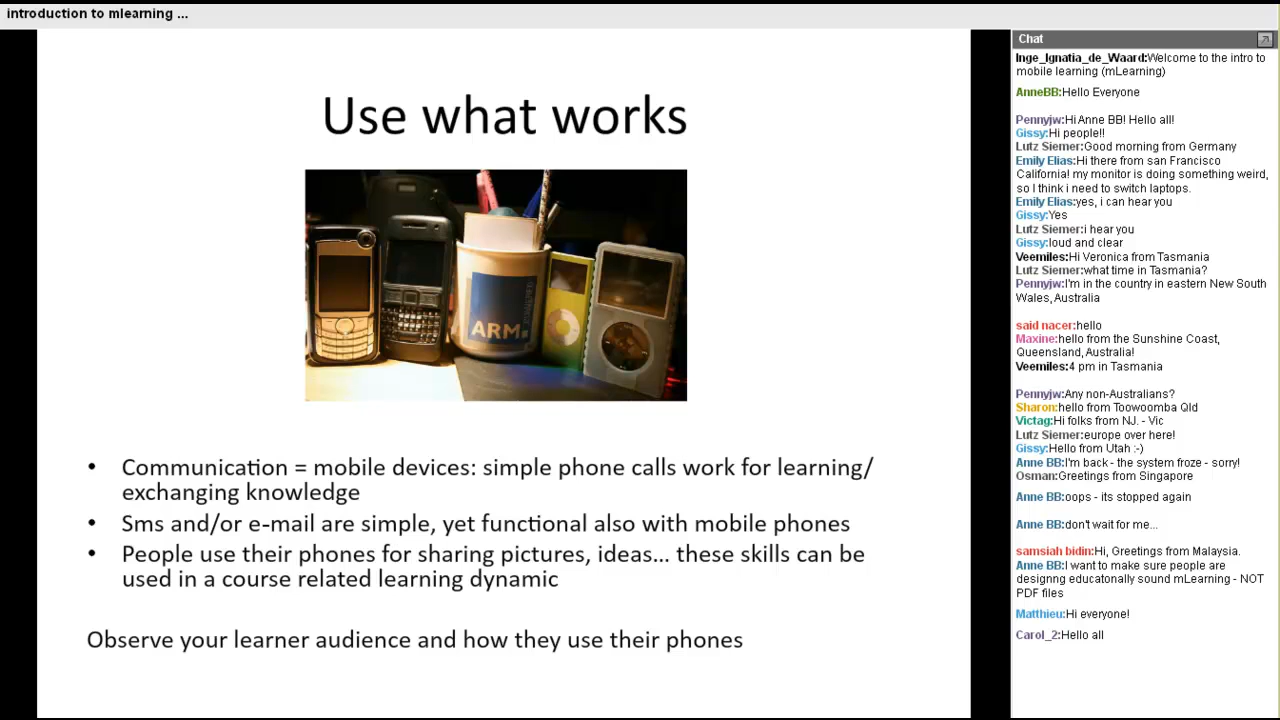 introduction to mlearning ...
Use what works
ARM.
• Communication = mobile devices: simple phone calls work for learning/
exchanging knowledge
• Sms and/or e-mail are simple, yet functional also with mobile phones
• People use their phones for sharing pictures, ideas... these skills can be
used in a course related learning dynamic
Observe your learner audience and how they use their phones
Chat
Inge_Ignatia_de_Waard:Welcome to the intro to
mobile learning (mLearning)
AnneBB:Hello Everyone
Pennyjw:Hi Anne BB! Hello all!
Gissy:Hi people!!
Lutz Siemer:Good morning from Germany
Emily Elias:Hi there from san Francisco
California! my monitor is doing something weird,
so I think i need to switch laptops.
Emily Elias:yes, i can hear you
Gissy:Yes
Lutz Siemer:i hear you
Gissy:loud and clear
Veemiles:Hi Veronica from Tasmania
Lutz Siemer:what time in Tasmania?
Pennyjw:I'm in the country in eastern New South
Wales, Australia
said nacer:hello
Maxine:hello from the Sunshine Coast,
Queensland, Australia!
Veemiles:4 pm in Tasmania
Pennyjw:Any non-Australians?
Sharon:hello from Toowoomba Qld
Victag:Hi folks from NJ. - Vic
Lutz Siemer:europe over here!
Gissy:Hello from Utah :-)
Anne BB:I'm back - the system froze - sorry!
Osman:Greetings from Singapore
Anne BB:oops - its stopped again
Anne BB:don't wait for me...
samsiah bidin:Hi, Greetings from Malaysia.
Anne BB:I want to make sure people are
designng educatonally sound mLearning - NOT
PDF files
Matthieu:Hi everyone!
Carol_2:Hello all